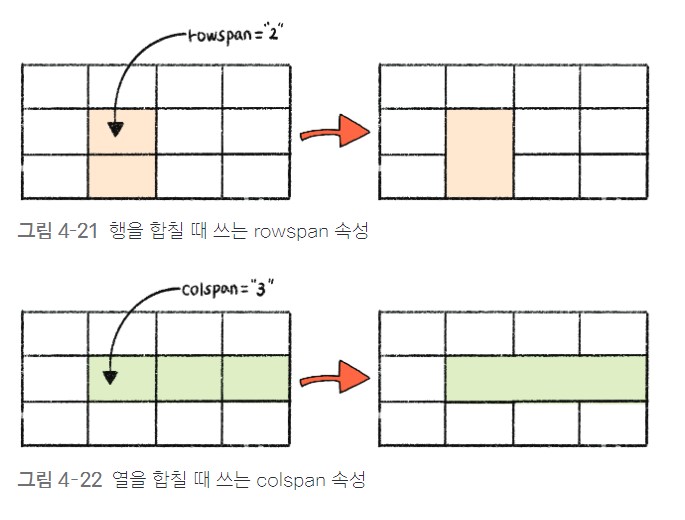 rowspan="2"
그림 4-21 행을 합칠 때 쓰는 rowspan 속성
colspan="3"
그림 4-22 열을 합칠 때 쓰는 colspan 속성